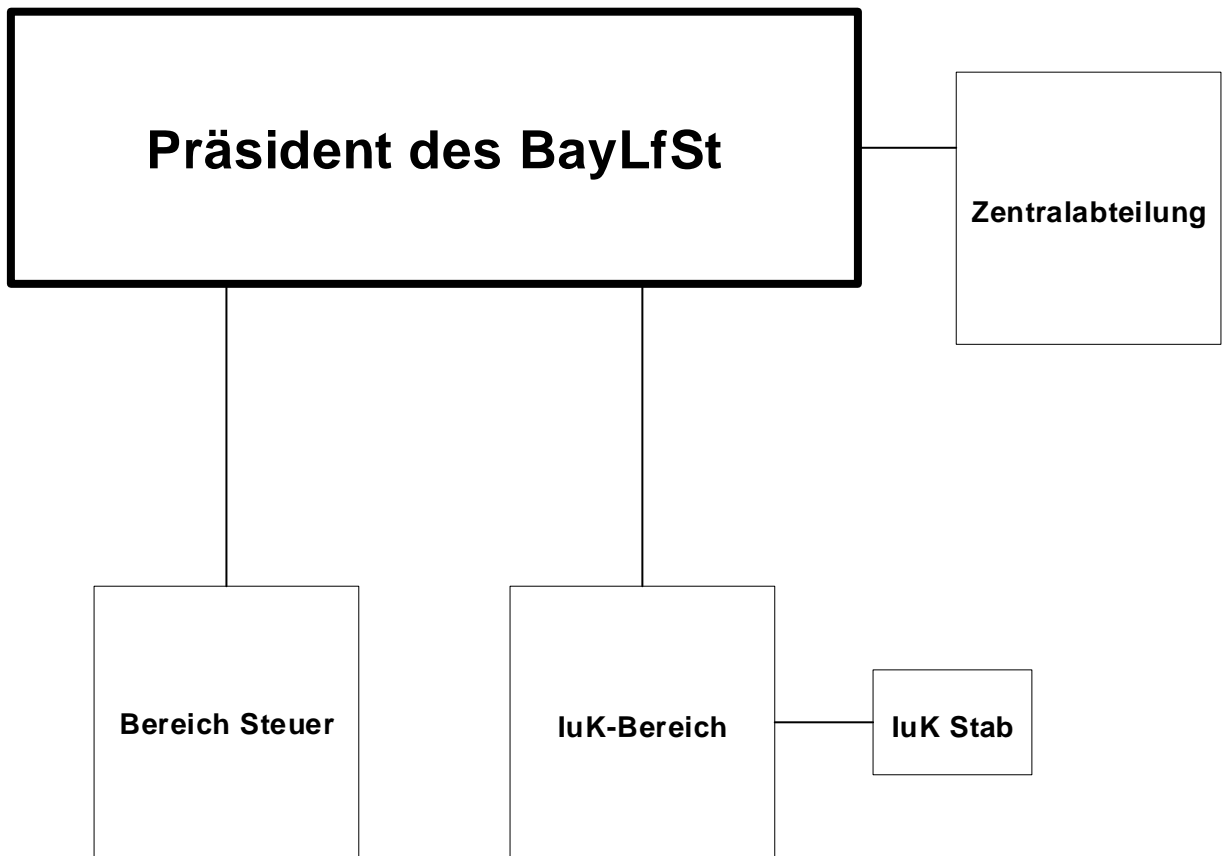 Präsident des BayLfSt
Zentralabteilung
Bereich Steuer
IuK-Bereich
IuK Stab